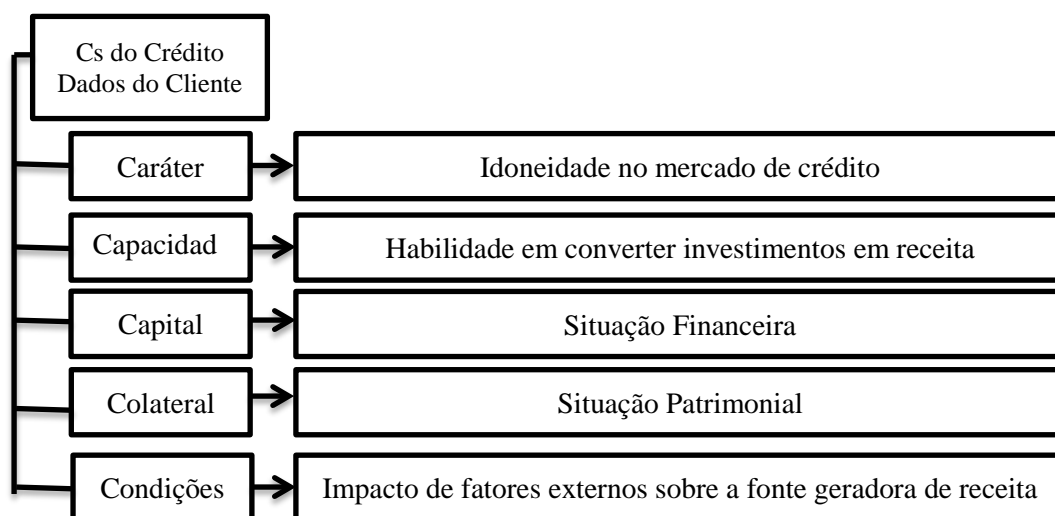 Cs do Crédito
Dados do Cliente
Caráter
Idoneidade no mercado de crédito
Capacidad
Habilidade em converter investimentos em receita
Capital
Situação Financeira
Colateral
Situação Patrimonial
Condições
Impacto de fatores externos sobre a fonte geradora de receita